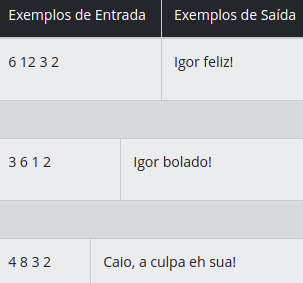 Exemplos de Entrada Exemplos de Saída
6 12 3 2 Igor feliz!
3 6 1 2 Igor bolado!
4 8 3 2 Caio, a culpa eh sua!